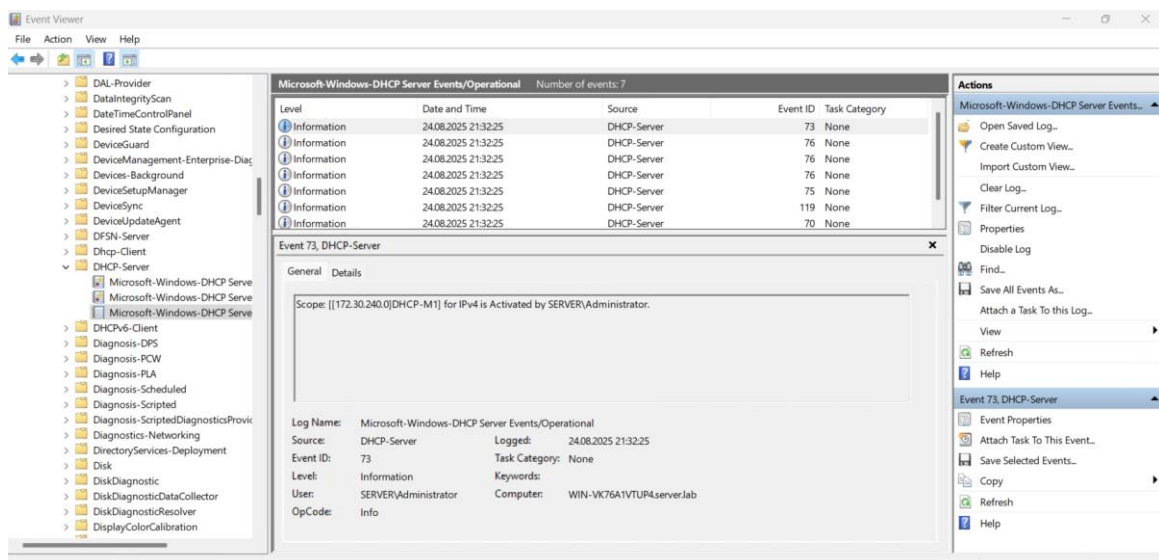 Event Viewer
File Action View Help
DAL-Provider
DataIntegrityScan
DateTimeControlPanel
Desired State Configuration
DeviceGuard
DeviceManagement-Enterprise-Diag
Devices-Background
DeviceSetupManager
DeviceSync
DeviceUpdateAgent
DFSN-Server
Dhcp-Client
DHCP-Server
Microsoft-Windows-DHCP Serve
Microsoft-Windows-DHCP Serve
Microsoft-Windows-DHCP Serve
DHCPv6-Client
Diagnosis-DPS
Diagnosis-PCW
Diagnosis-PLA
Diagnosis-Scheduled
Diagnosis-Scripted
Diagnosis-ScriptedDiagnosticsProvic
Diagnostics-Networking
DirectoryServices-Deployment
Disk
DiskDiagnostic
DiskDiagnosticDataCollector
DiskDiagnosticResolver
DisplayColorCalibration
Microsoft-Windows-DHCP Server Events/Operational Number of events: 7
Level Date and Time Source Event ID Task Category
Information 24.08.2025 21:32:25 DHCP-Server 73 None
Information 24.08.2025 21:32:25 DHCP-Server 76 None
Information 24.08.2025 21:32:25 DHCP-Server 76 None
Information 24.08.2025 21:32:25 DHCP-Server 76 None
Information 24.08.2025 21:32:25 DHCP-Server 75 None
Information 24.08.2025 21:32:25 DHCP-Server 119 None
Information 24.08.2025 21:32:25 DHCP-Server 70 None
Event 73, DHCP-Server
General Details
Scope: [[172.30.240.0]DHCP-M1] for IPv4 is Activated by SERVER\Administrator.
Log Name: Microsoft-Windows-DHCP Server Events/Operational
Source: DHCP-Server Logged: 24.08.2025 21:32:25
Event ID: 73 Task Category: None
Level: Information Keywords:
User: SERVER\Administrator Computer: WIN-VK76A1VTUP4.server.lab
OpCode: Info
Actions
Microsoft-Windows-DHCP Server Events...
Open Saved Log...
Create Custom View...
Import Custom View...
Clear Log...
Filter Current Log...
Properties
Disable Log
Find...
Save All Events As...
Attach a Task To this Log...
View
Refresh
Help
Event 73, DHCP-Server
Event Properties
Attach Task To This Event...
Save Selected Events...
Copy
Refresh
Help